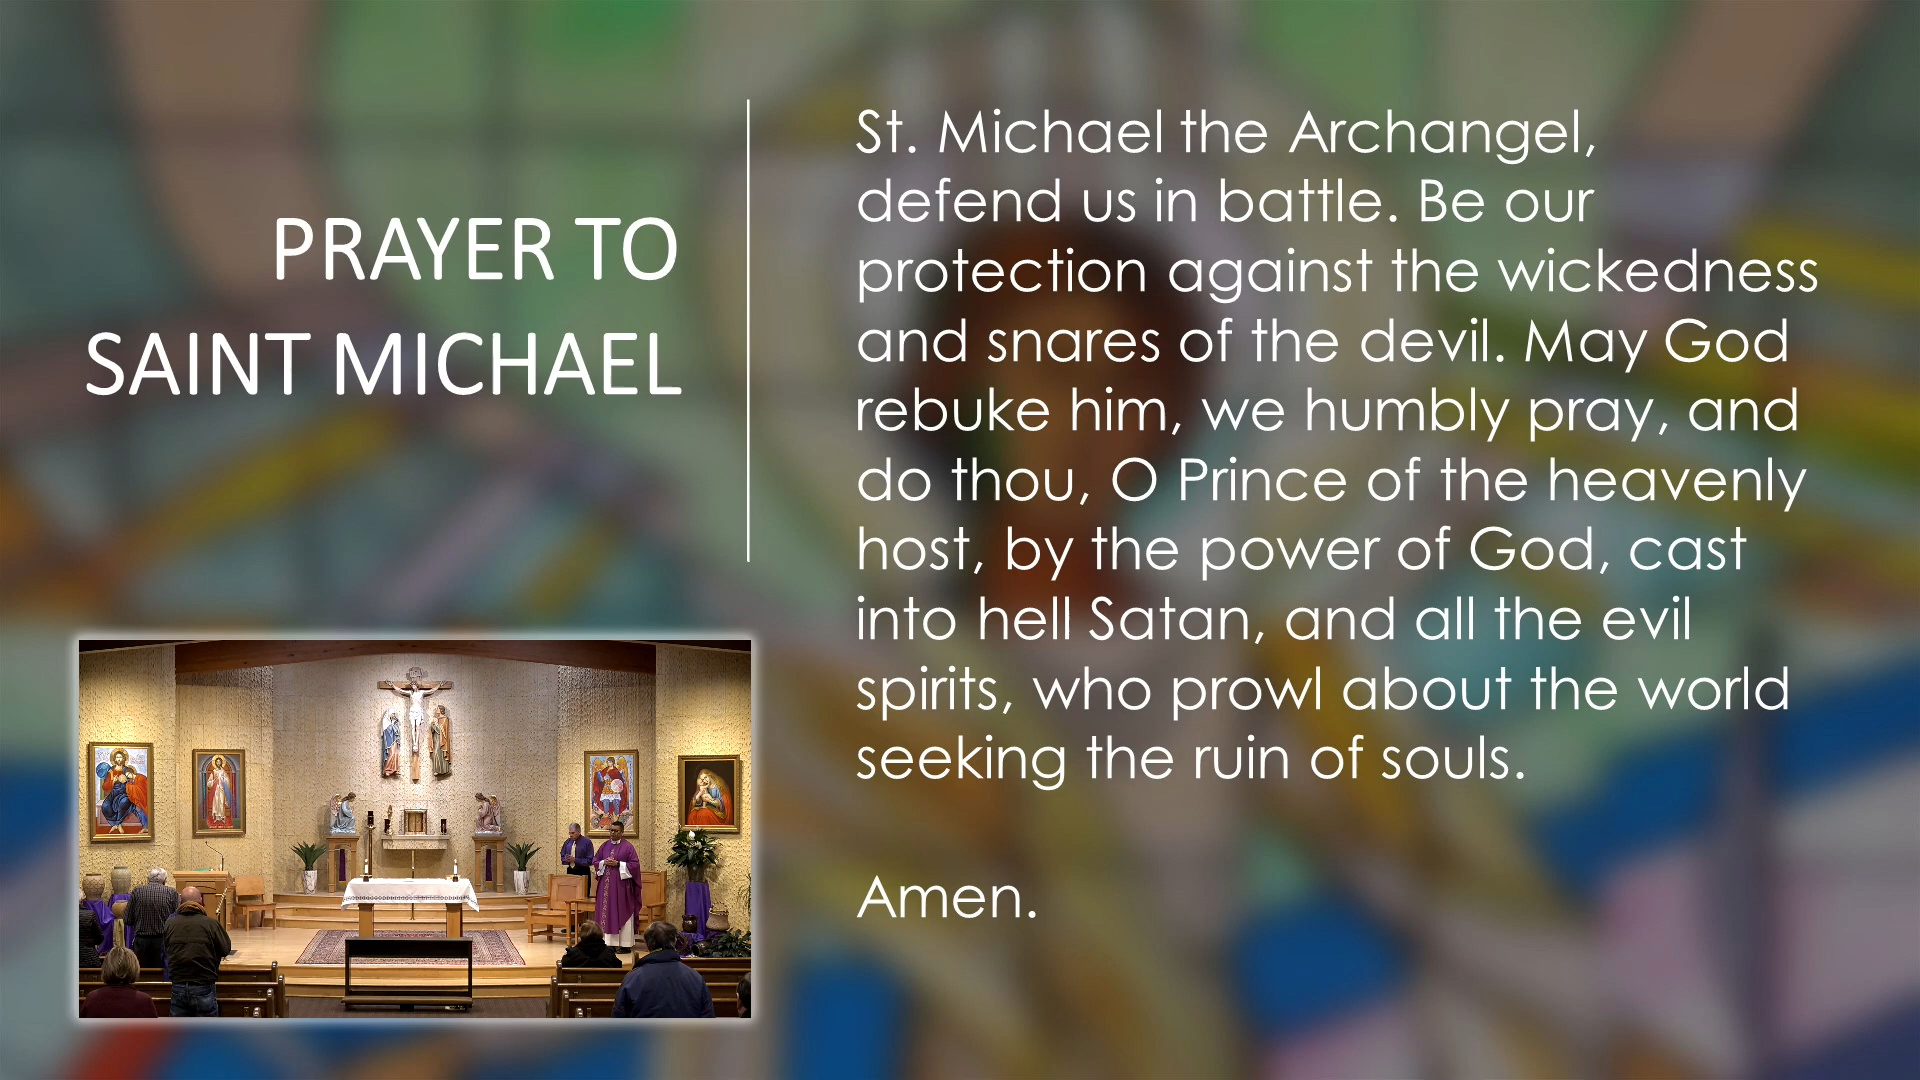 PRAYER TO
SAINT MICHAEL
St. Michael the Archangel,
defend us in battle. Be our
protection against the wickedness
and snares of the devil. May God
rebuke him, we humbly pray, and
do thou, O Prince of the heavenly
host, by the power of God, cast
into hell Satan, and all the evil
spirits, who prowl about the world
seeking the ruin of souls.
Amen.